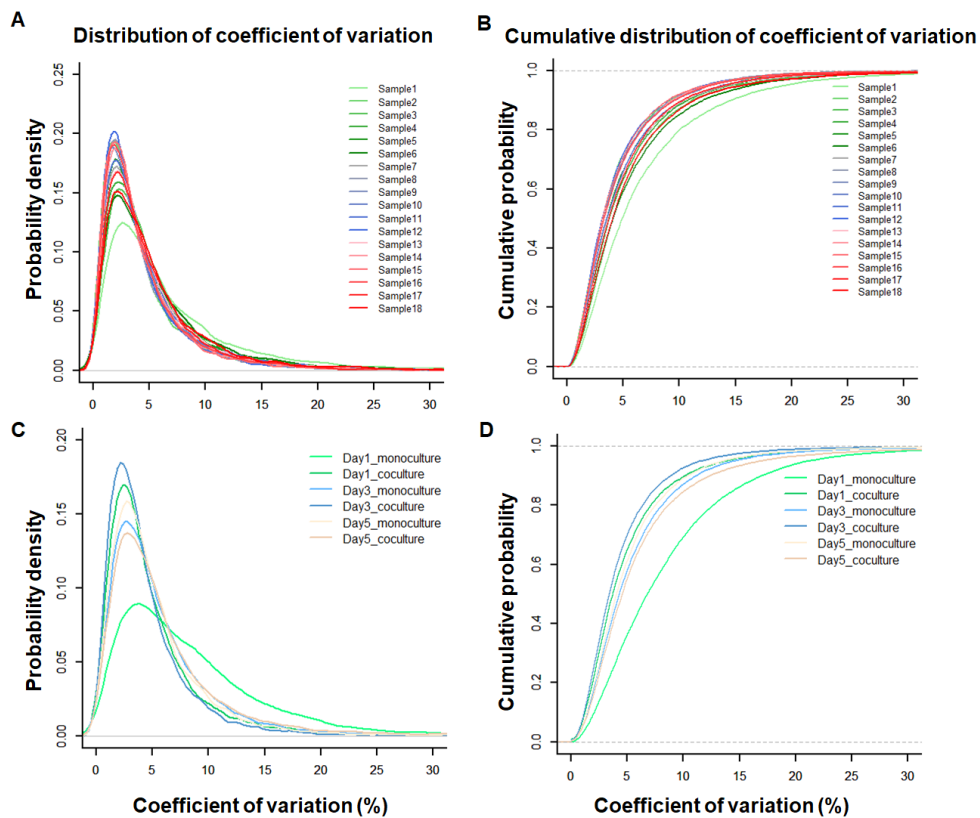 A
Distribution of coefficient of variation
Probability density
0.00 0.05 0.10 0.15 0.20 0.25
0 5 10 15 20 25 30
Sample1
Sample2
Sample3
Sample4
Sample5
Sample6
Sample7
Sample8
Sample9
Sample10
Sample11
Sample12
Sample13
Sample14
Sample15
Sample16
Sample17
Sample18
B
Cumulative distribution of coefficient of variation
Cumulative probability
0.0 0.2 0.4 0.6 0.8 1.0
0 5 10 15 20 25 30
Sample1
Sample2
Sample3
Sample4
Sample5
Sample6
Sample7
Sample8
Sample9
Sample10
Sample11
Sample12
Sample13
Sample14
Sample15
Sample16
Sample17
Sample18
C
Probability density
0.00 0.05 0.10 0.15 0.20
0 5 10 15 20 25 30
Day1_monoculture
Day1_coculture
Day3_monoculture
Day3_coculture
Day5_monoculture
Day5_coculture
Coefficient of variation (%)
D
Cumulative probability
0.0 0.2 0.4 0.6 0.8 1.0
0 5 10 15 20 25 30
Day1_monoculture
Day1_coculture
Day3_monoculture
Day3_coculture
Day5_monoculture
Day5_coculture
Coefficient of variation (%)